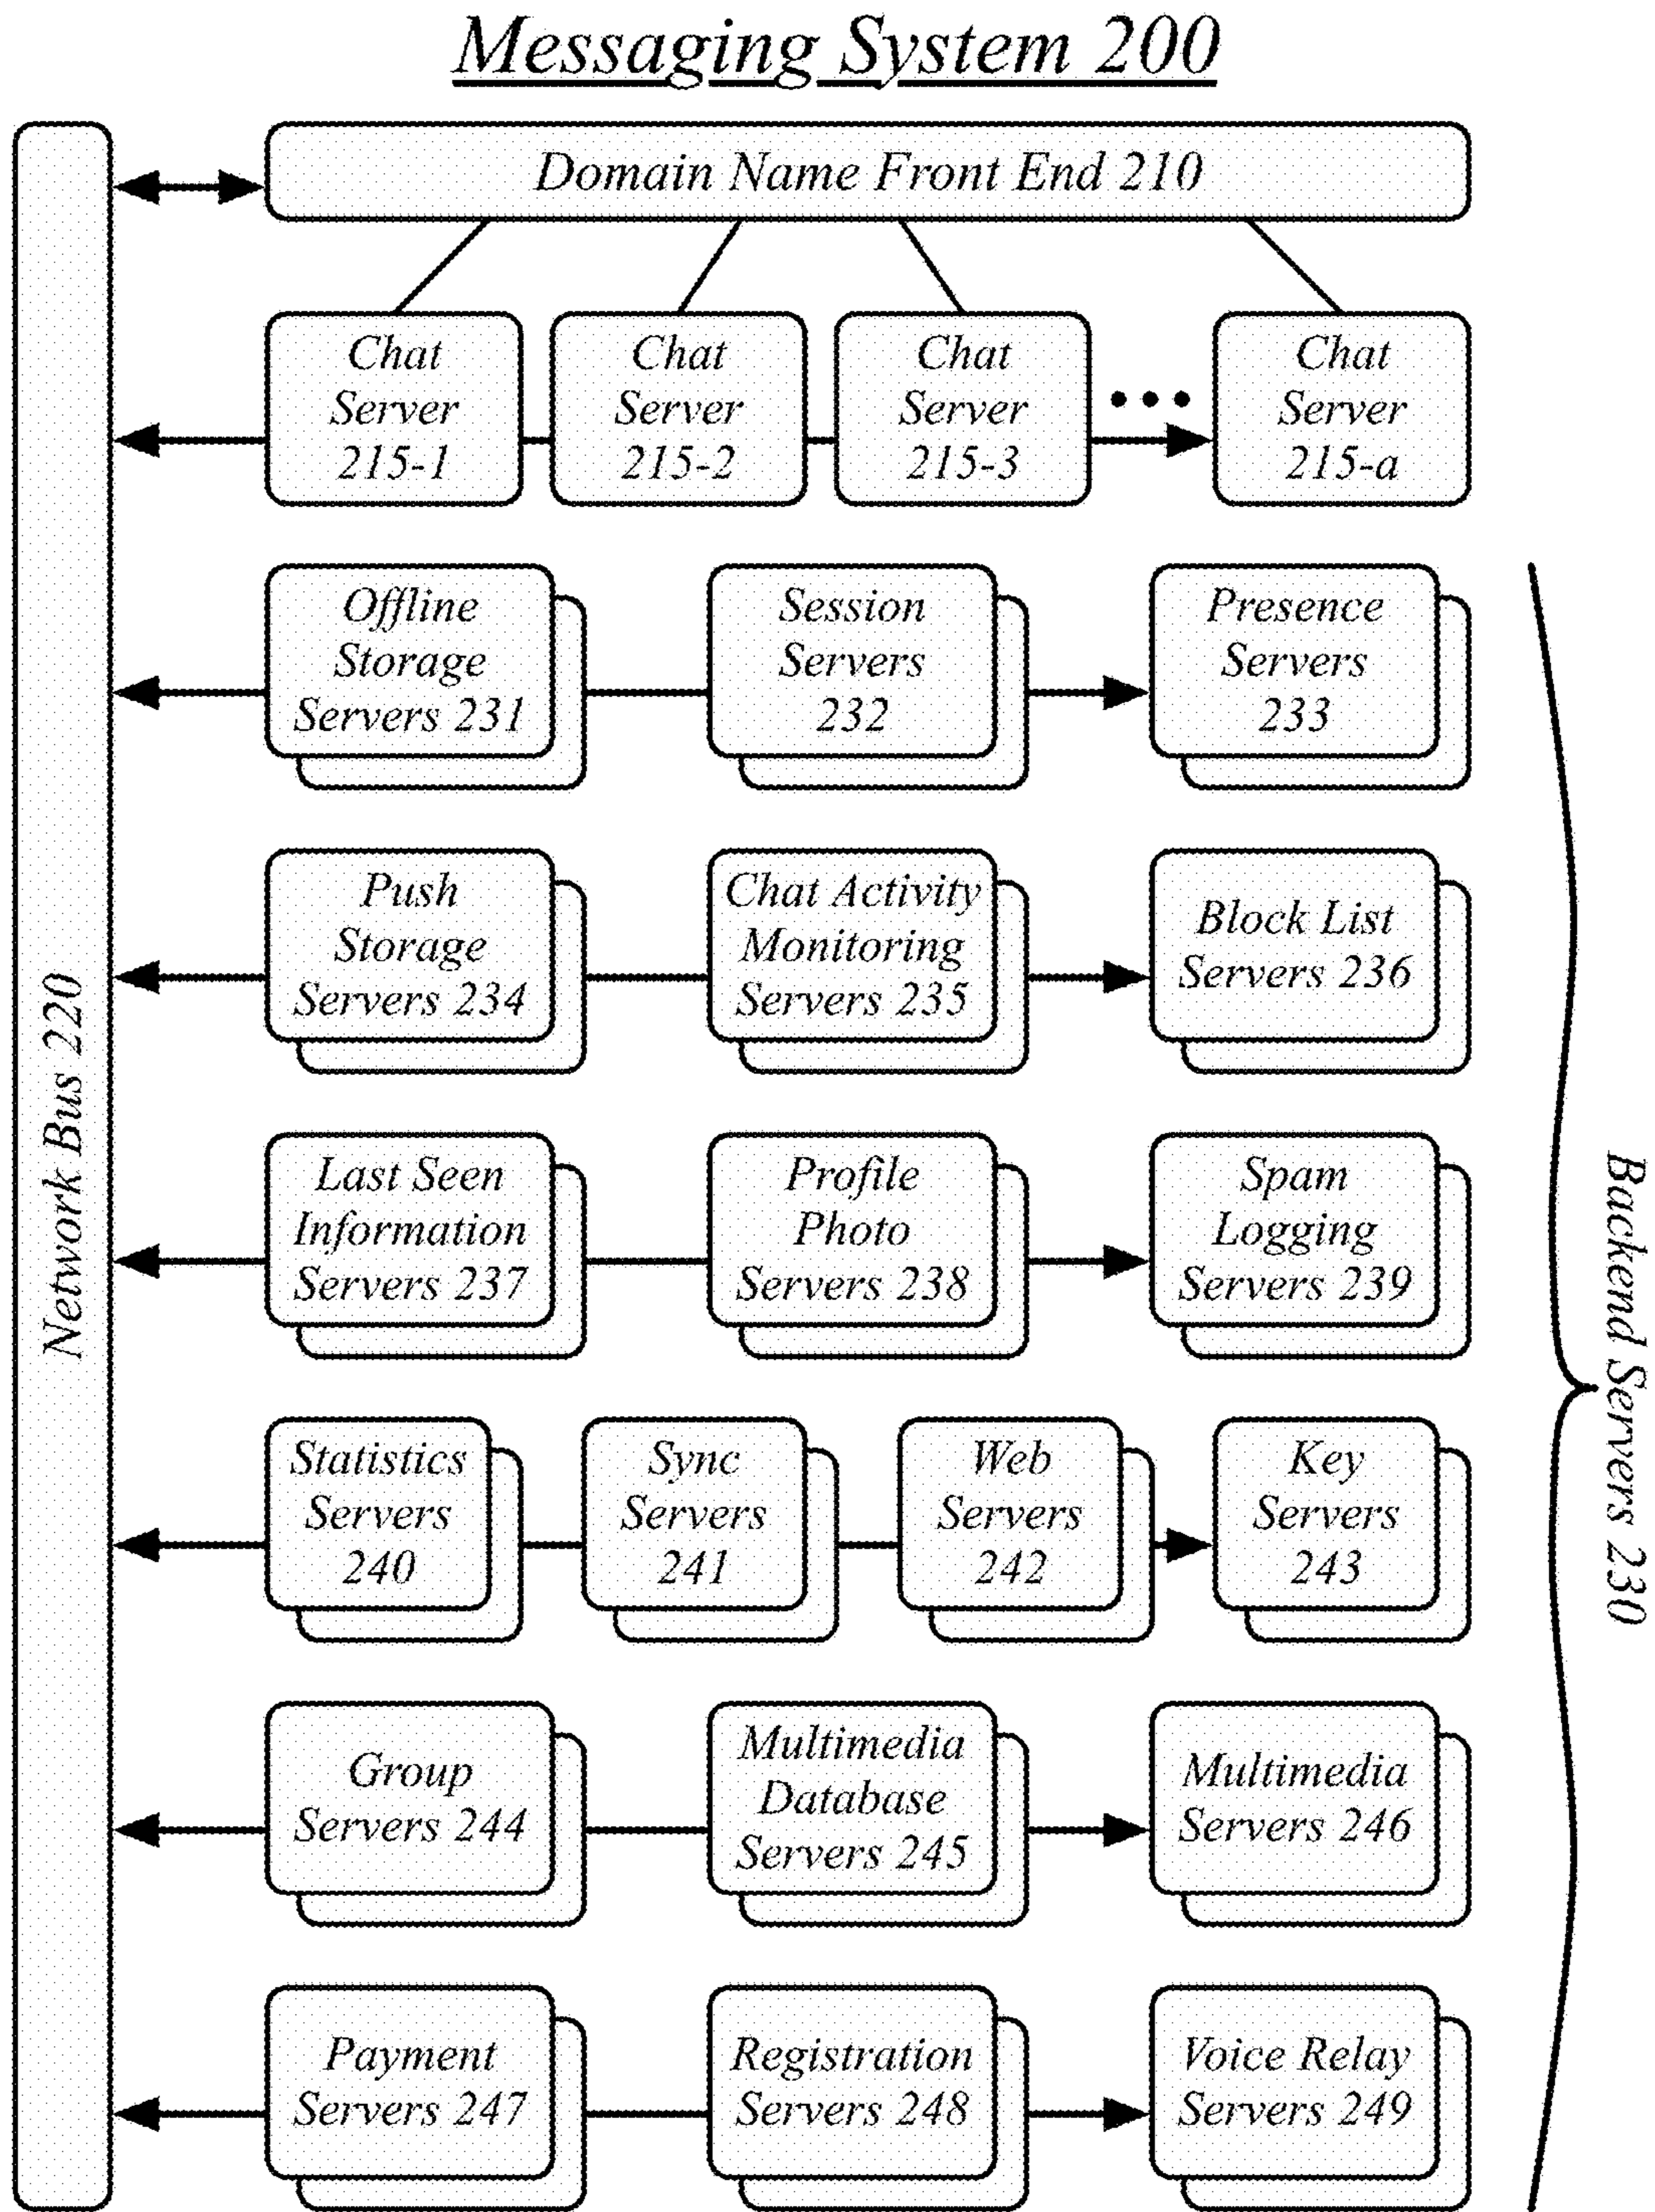 Messaging System 200
Domain Name Front End 210
Chat
Server
215-1
Chat
Server
215-2
Chat
Server
215-3
Chat
Server
215-a
Offline
Storage
Servers 231
Session
Servers
232
Presence
Servers
233
Push
Storage
Servers 234
Chat Activity
Monitoring
Servers 235
Block List
Servers 236
Last Seen
Information
Servers 237
Profile
Photo
Servers 238
Spam
Logging
Servers 239
Statistics
Servers
240
Sync
Servers
241
Web
Servers
242
Key
Servers
243
Group
Servers 244
Multimedia
Database
Servers 245
Multimedia
Servers 246
Payment
Servers 247
Registration
Servers 248
Voice Relay
Servers 249
Network Bus 220
Backend Servers 230